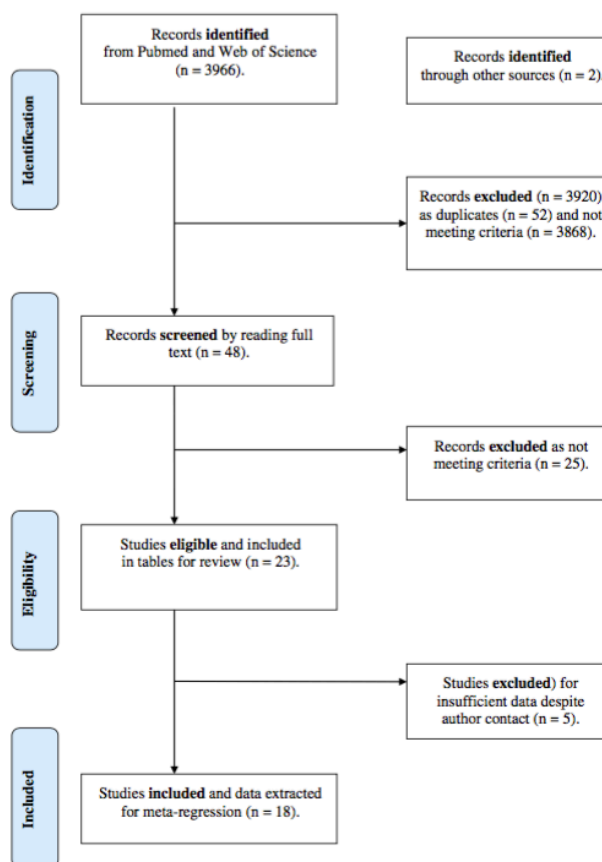 Records identified
from Pubmed and Web of Science
(n = 3966).
Records identified
through other sources (n = 2)
Identification
Records excluded (n = 3920)
as duplicates (n = 52) and not
meeting criteria (n = 3868).
Records screened by reading full
text (n = 48).
Screening
Records excluded as not
meeting criteria (n = 25).
Studies eligible and included
in tables for review (n = 23).
Eligibility
Studies excluded) for
insufficient data despite
author contact (n = 5).
Studies included and data extracted
for meta-regression (n = 18).
Included